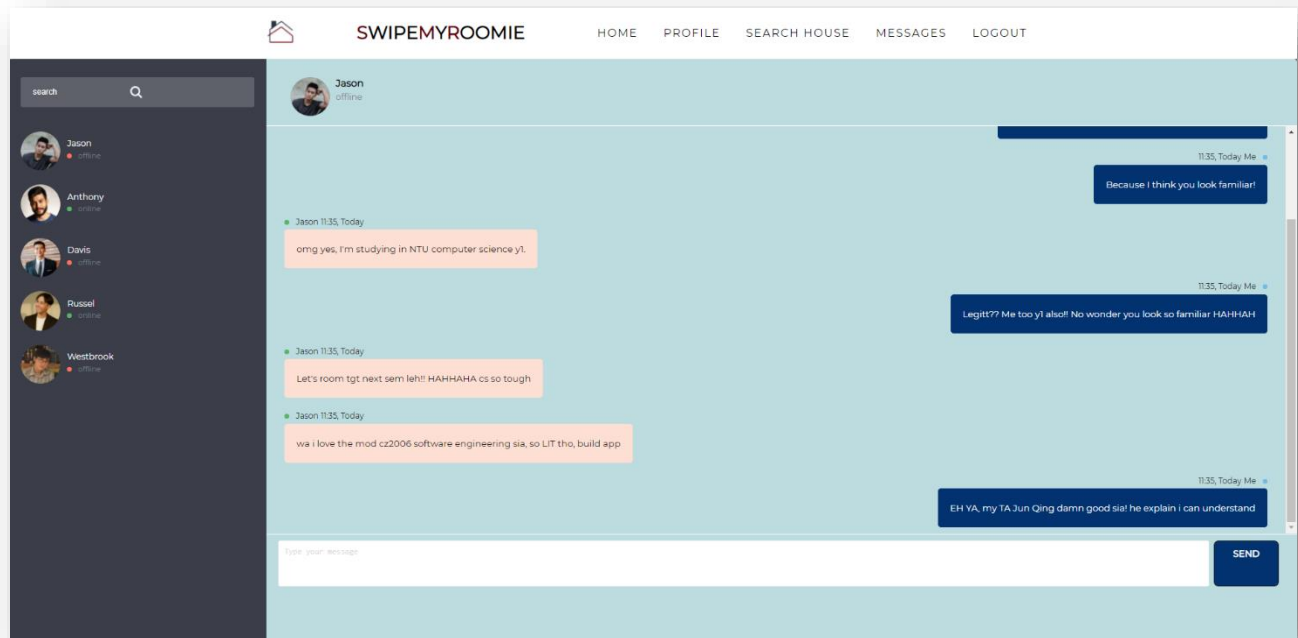 SWIPEMYROOMIE HOME PROFILE SEARCH HOUSE MESSAGES LOGOUT
search
Jason
offline
Anthony
online
Davis
offline
Russel
online
Westbrook
offline
Jason
offline
11:35, Today Me
Because I think you look familiar!
Jason 11:35, Today
omg yes, I'm studying in NTU computer science y1.
11:35, Today Me
Legitt?? Me too y1 also!! No wonder you look so familiar HAHHAH
Jason 11:35, Today
Let's room tgt next sem leh!! HAHHAHA cs so tough
Jason 11:35, Today
wa i love the mod cz2006 software engineering sia, so LIT tho, build app
11:35, Today Me
EH YA, my TA Jun Qing damn good sia! he explain i can understand
Type your message
SEND